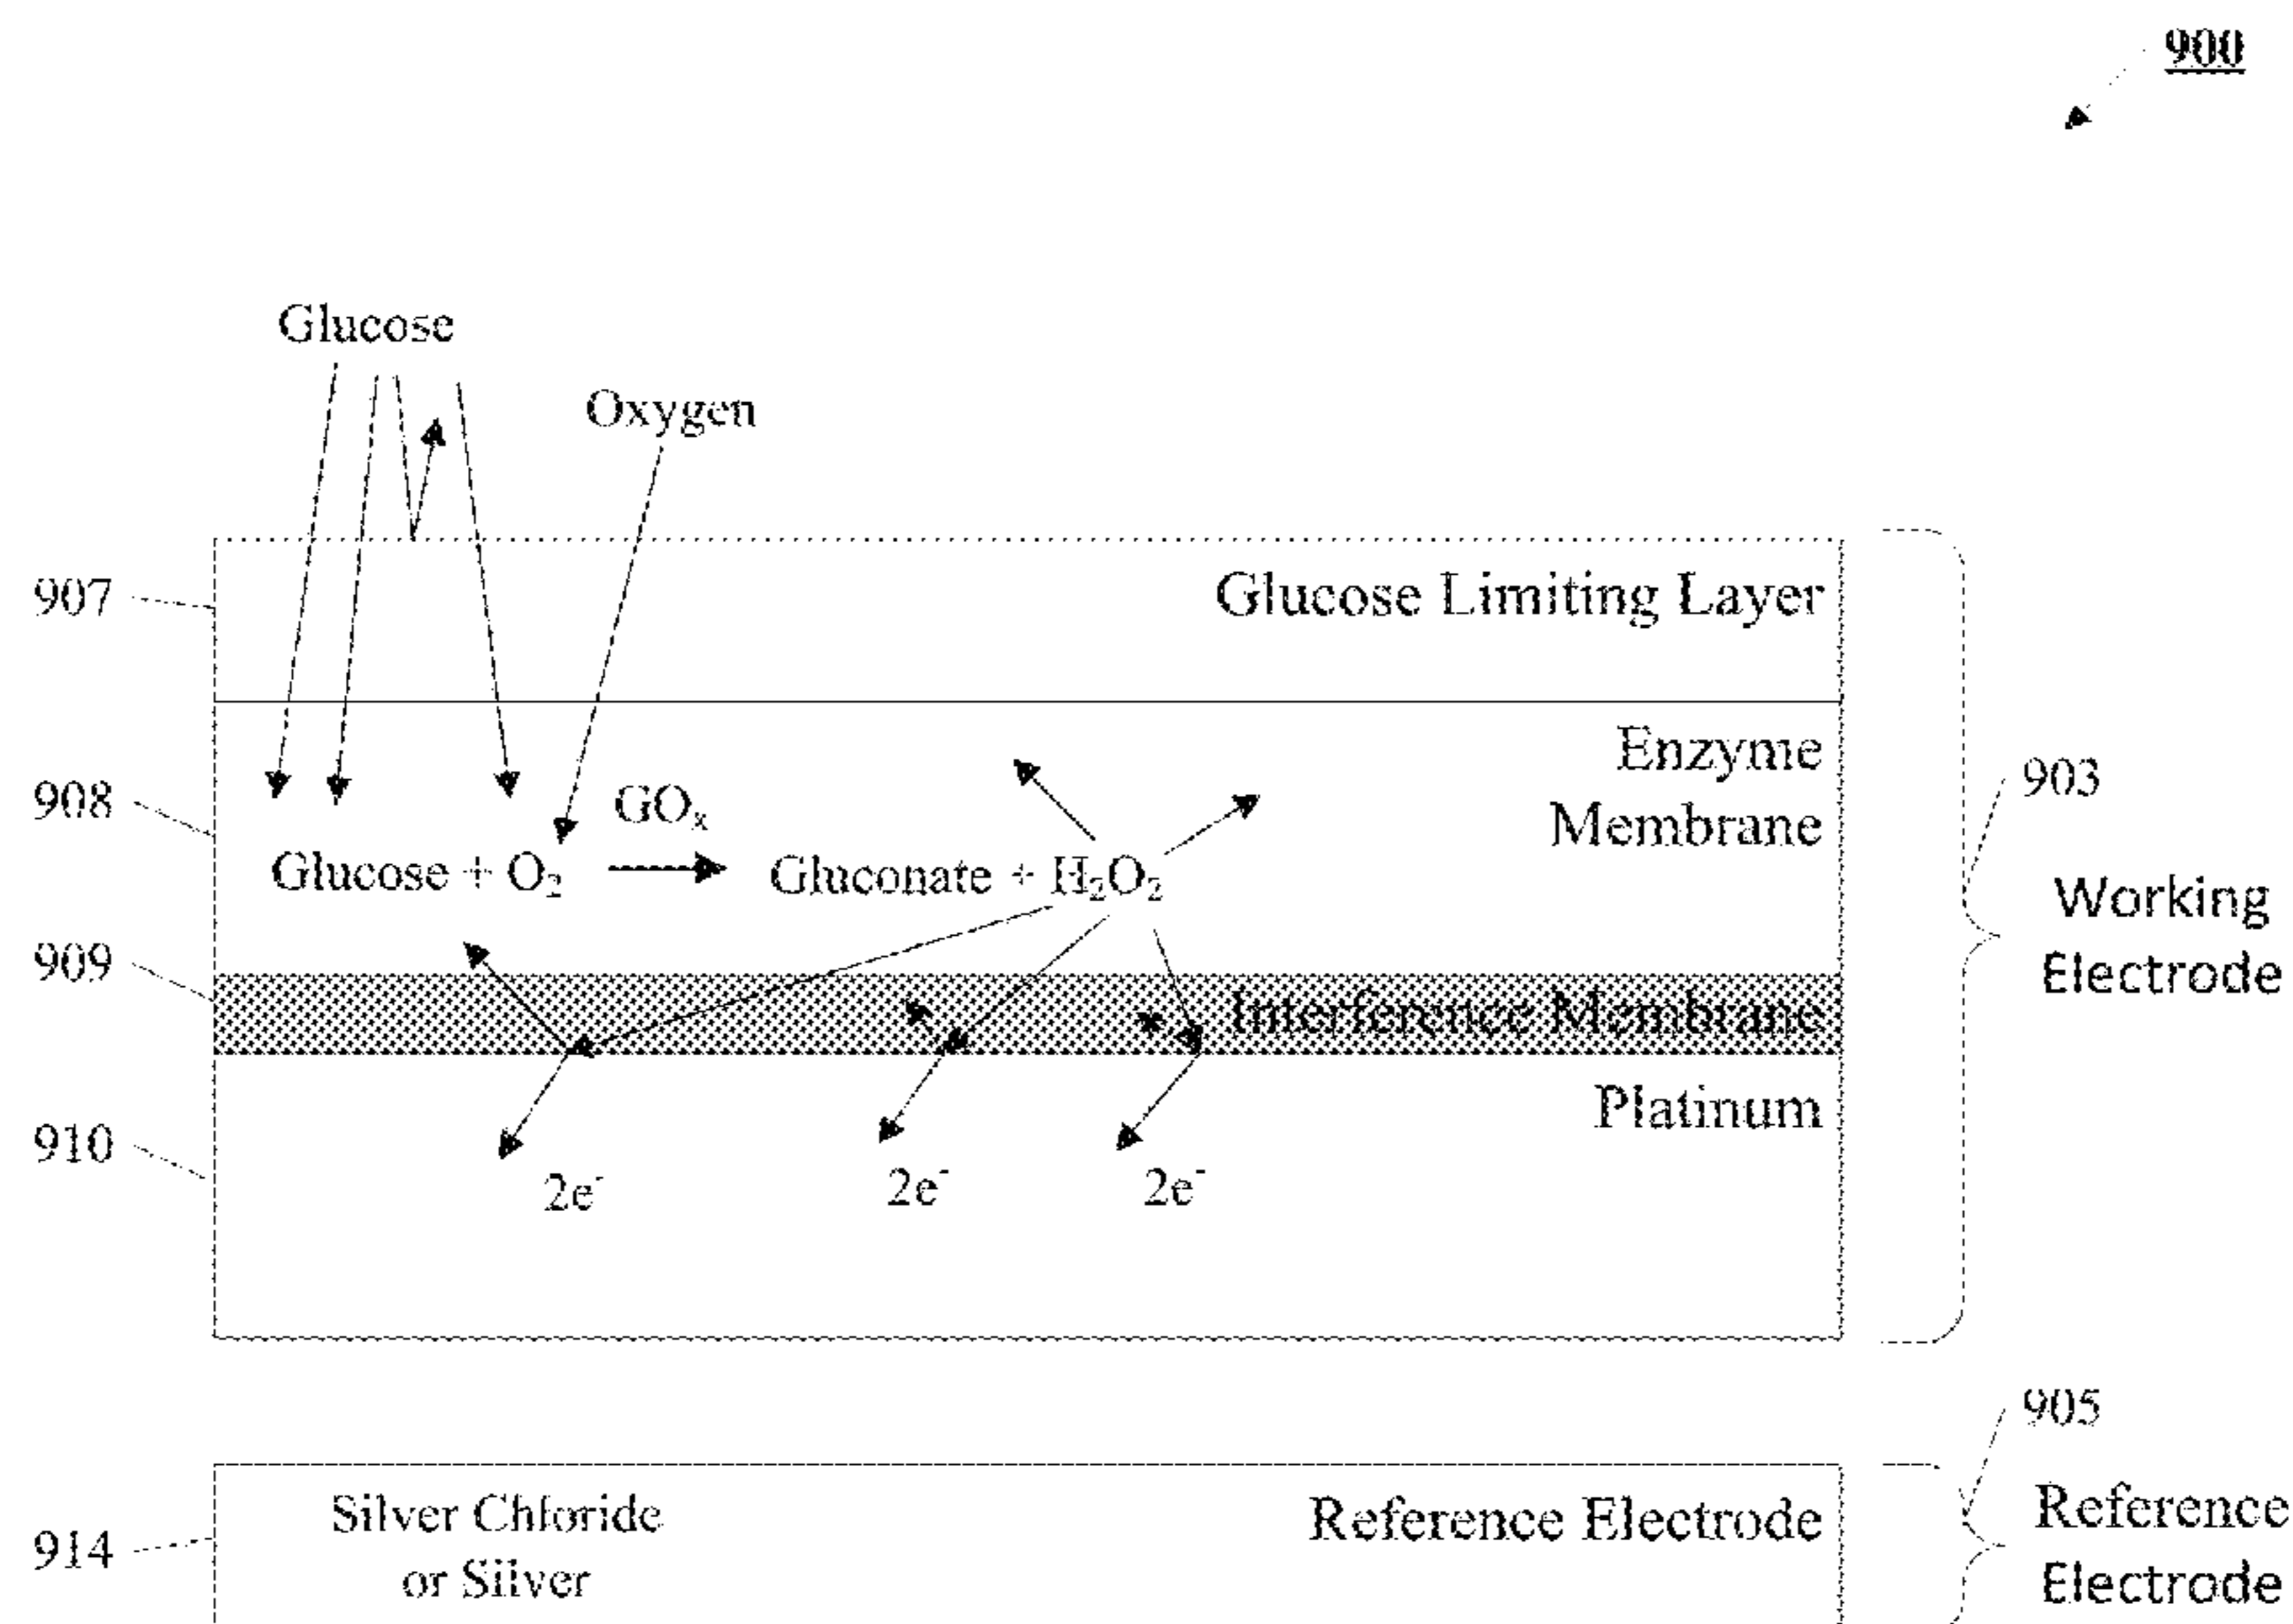 900
Glucose
Oxygen
907
Glucose Limiting Layer
Enzyme
Membrane
903
908
GOₓ
Glucose + O₂
Gluconate + H₂O₂
Working
Electrode
909
Interference Membrane
Platinum
910
2e⁻ 2e⁻ 2e⁻
905
Silver Chloride
or Silver
Reference Electrode
Reference
Electrode
914